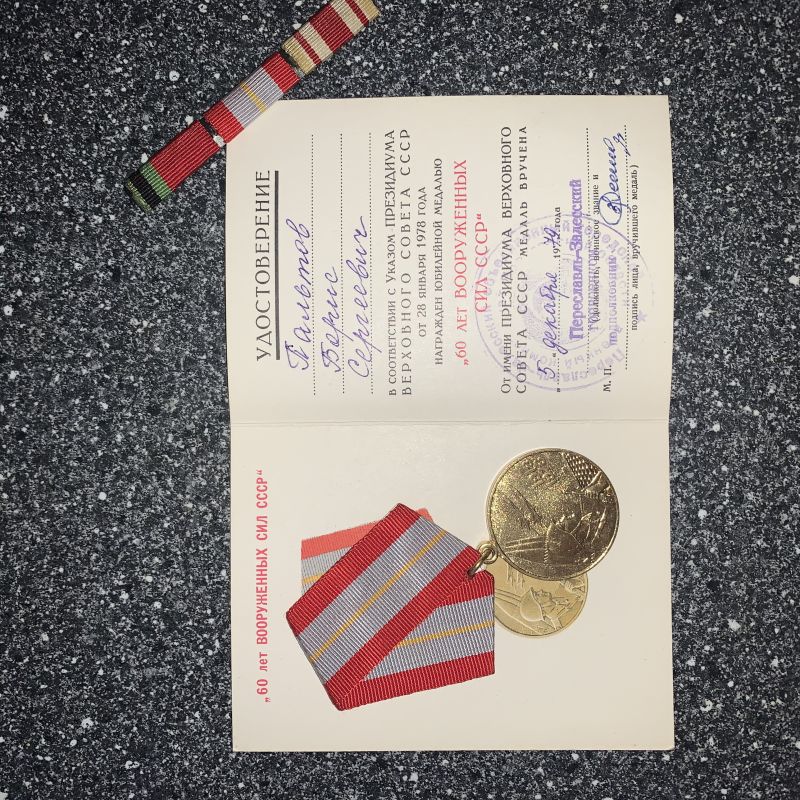 „60 лет ВООРУЖЕННЫХ СИЛ СССР“
УДОСТОВЕРЕНИЕ
Пальтов
Борис
Сергеевич
В СООТВЕТСТВИИ с Указом ПРЕЗИДИУМА
ВЕРХОВНОГО СОВЕТА СССР
ОТ 28 ЯНВАРЯ 1978 ГОДА
НАГРАЖДЕН ЮБИЛЕЙНОЙ МЕДАЛЬЮ
„60 ЛЕТ ВООРУЖЕННЫХ
СИЛ СССР“
От имени ПРЕЗИДИУМА ВЕРХОВНОГО
СОВЕТА СССР МЕДАЛЬ ВРУЧЕНА
„5“ декабря 1979 года
Переславль-Залесский
(должность, воинское звание и
М. П. подполковник
подпись лица, вручившего медаль)